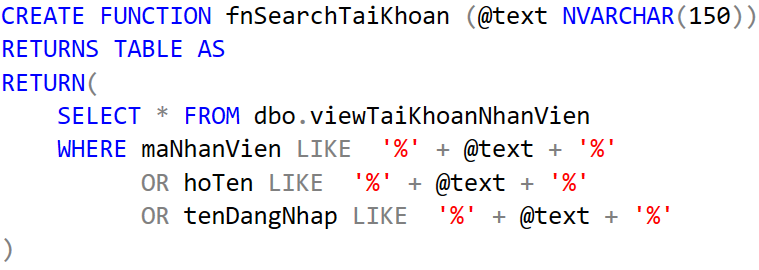 CREATE FUNCTION fnSearchTaiKhoan (@text NVARCHAR(150))
RETURNS TABLE AS
RETURN(
    SELECT * FROM dbo.viewTaiKhoanNhanVien
    WHERE maNhanVien LIKE  '%' + @text + '%'
          OR hoTen LIKE  '%' + @text + '%'
          OR tenDangNhap LIKE  '%' + @text + '%'
)